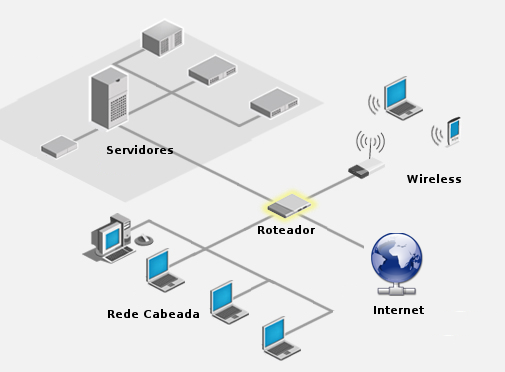 Servidores
Wireless
Roteador
Internet
Rede Cabeada